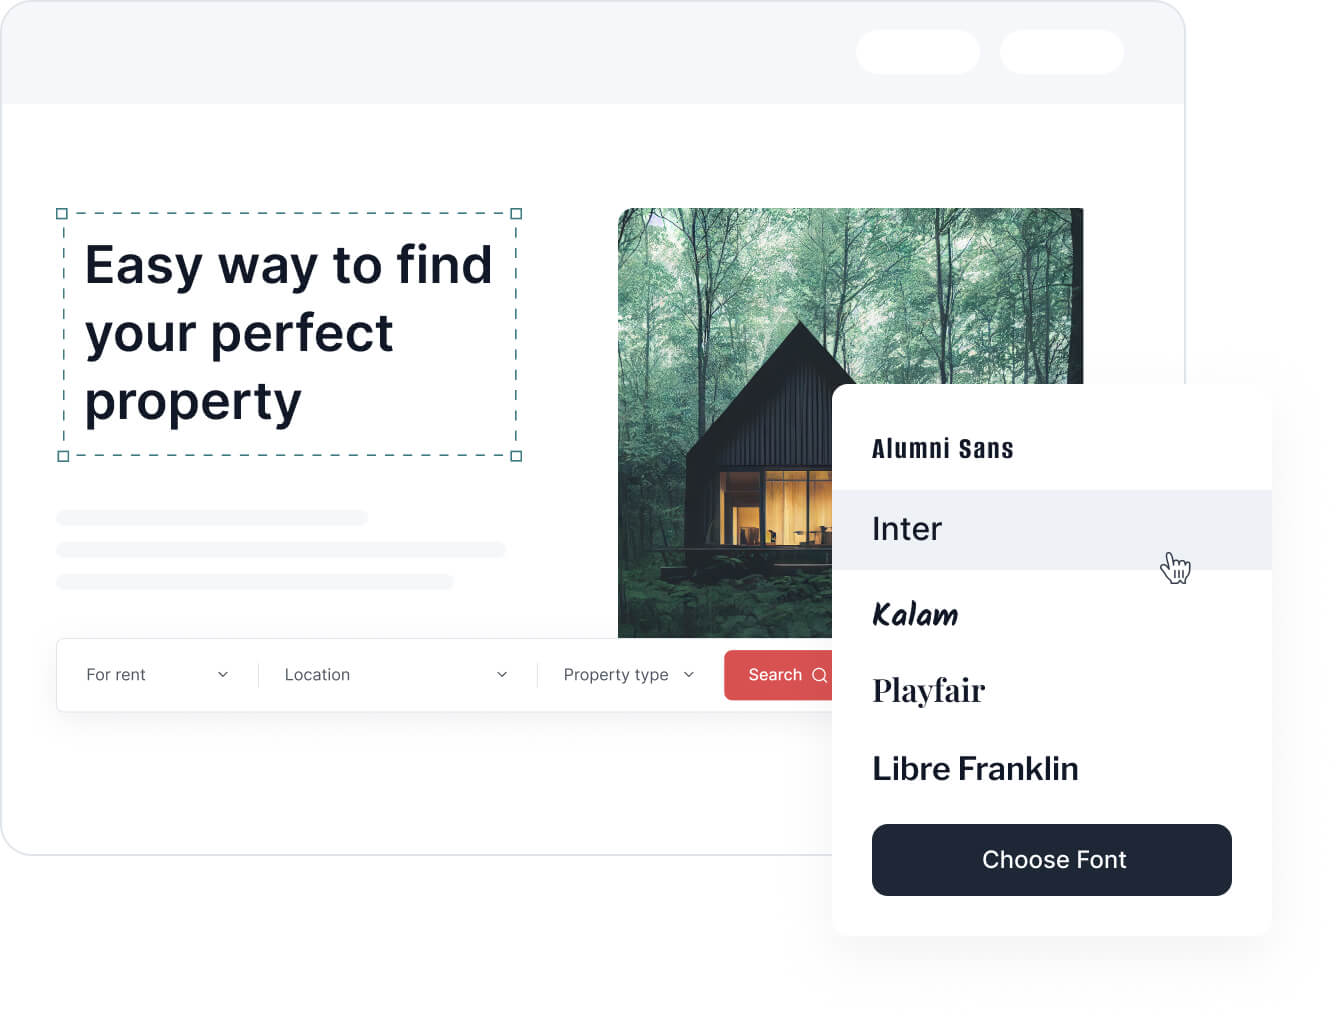 Easy way to find
your perfect
property
For rent
Location
Property type
Search
Alumni Sans
Inter
Kalam
Playfair
Libre Franklin
Choose Font